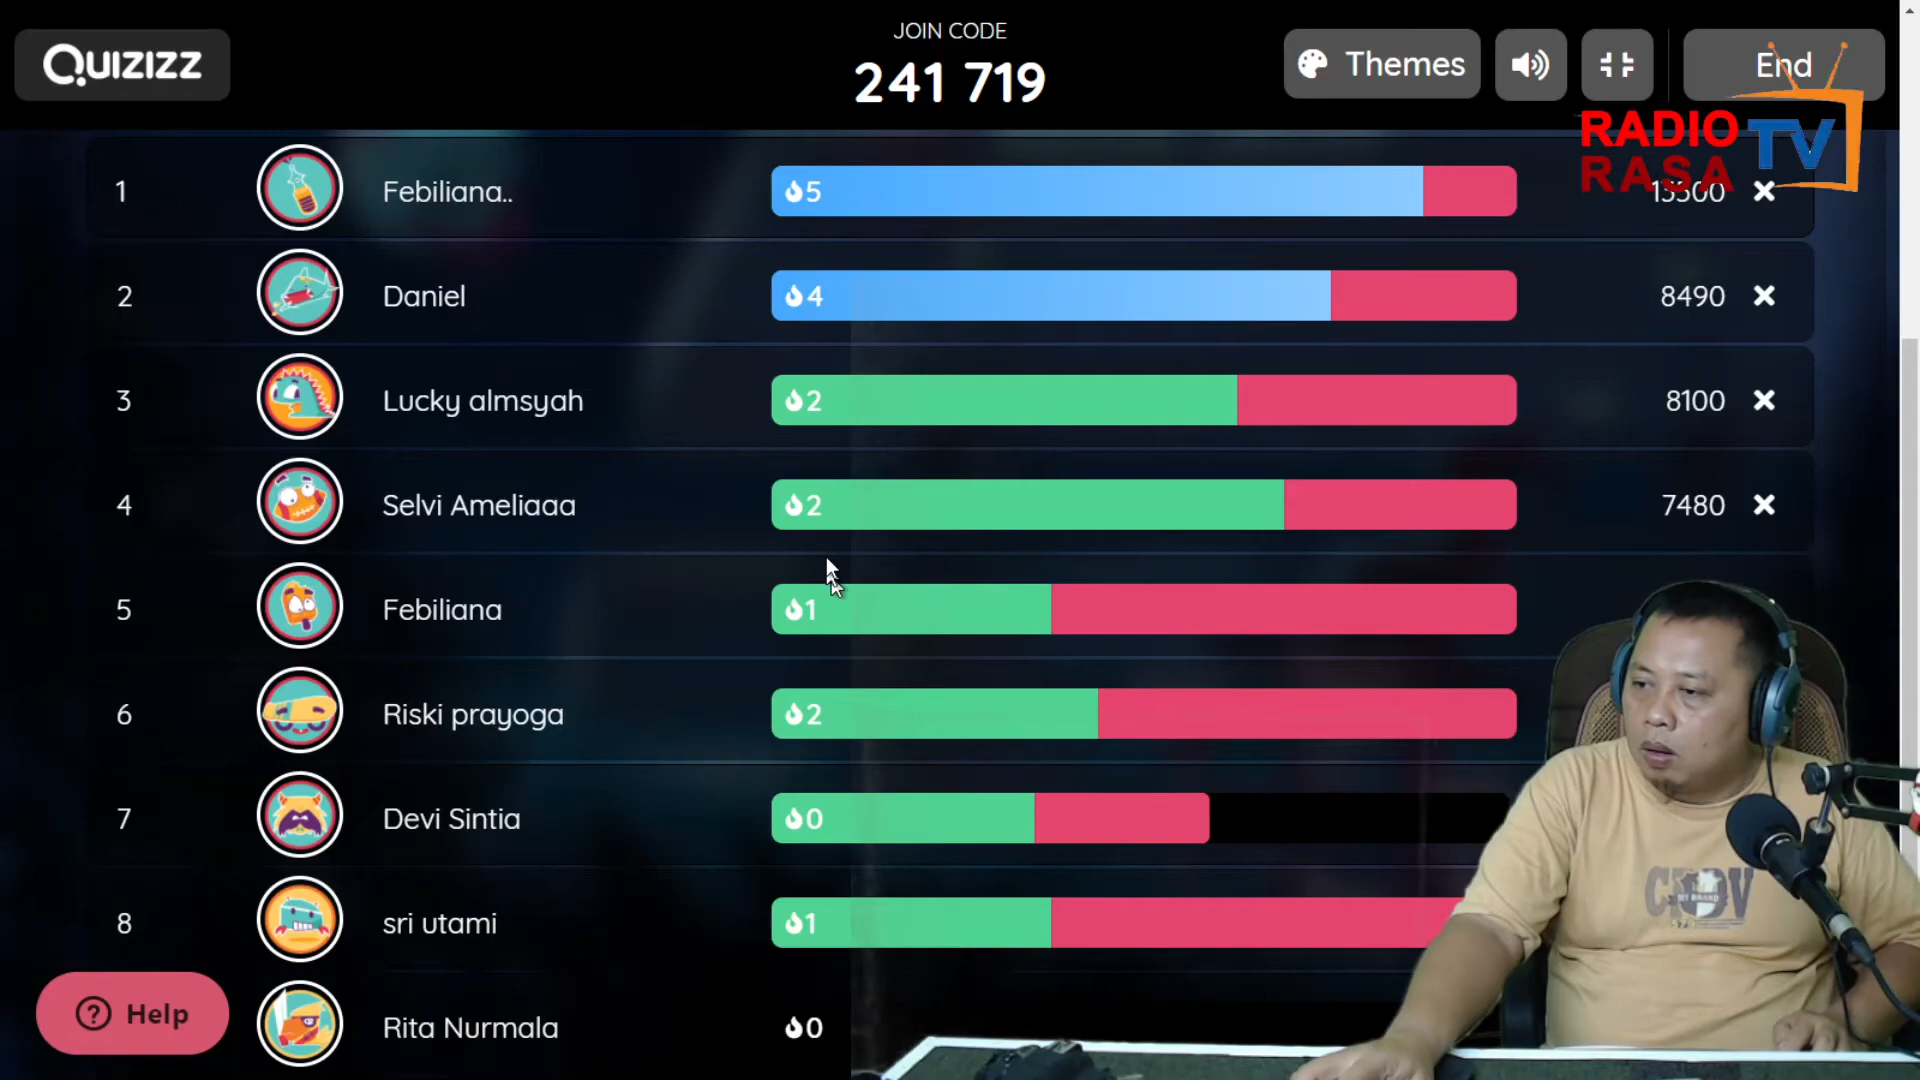 Quizizz
JOIN CODE
241 719
Themes
End
RADIO
TV
RASA
1 Febiliana.. 5
2 Daniel 4 8490
3 Lucky almsyah 2 8100
4 Selvi Ameliaaa 2 7480
5 Febiliana 1
6 Riski prayoga 2
7 Devi Sintia 0
8 sri utami 1
Rita Nurmala 0
Help